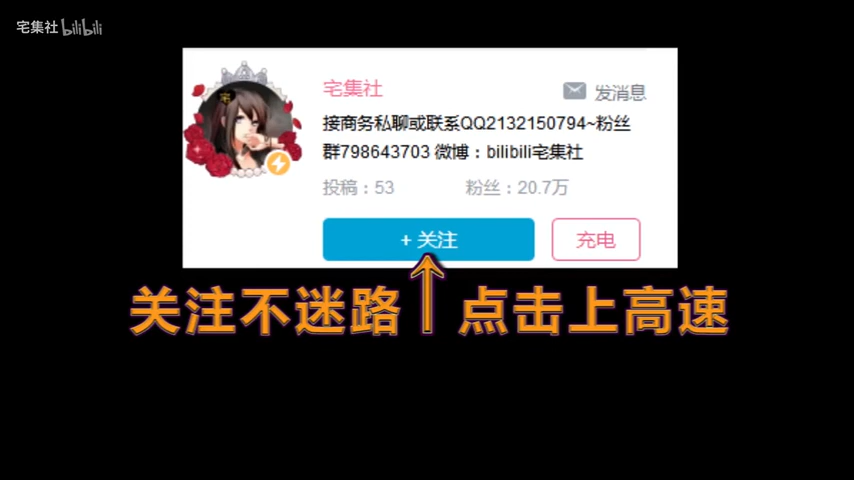 宅集社 bilibili
宅集社
发消息
接商务私聊或联系QQ2132150794~粉丝
群798643703 微博：bilibili宅集社
投稿：53 粉丝：20.7万
+ 关注 充电
关注不迷路 点击上高速